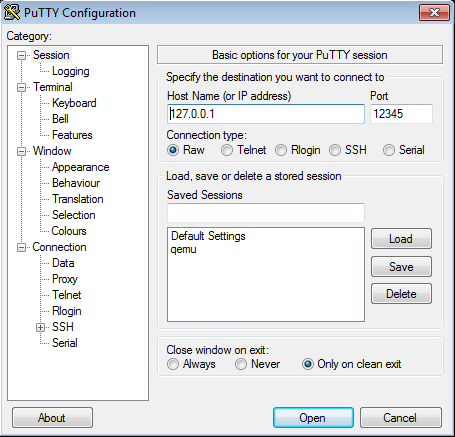 PuTTY Configuration
Category:
Session
Logging
Terminal
Keyboard
Bell
Features
Window
Appearance
Behaviour
Translation
Selection
Colours
Connection
Data
Proxy
Telnet
Rlogin
SSH
Serial
Basic options for your PuTTY session
Specify the destination you want to connect to
Host Name (or IP address) Port
127.0.0.1 12345
Connection type:
Raw Telnet Rlogin SSH Serial
Load, save or delete a stored session
Saved Sessions
Default Settings
qemu
Load
Save
Delete
Close window on exit:
Always Never Only on clean exit
About Open Cancel